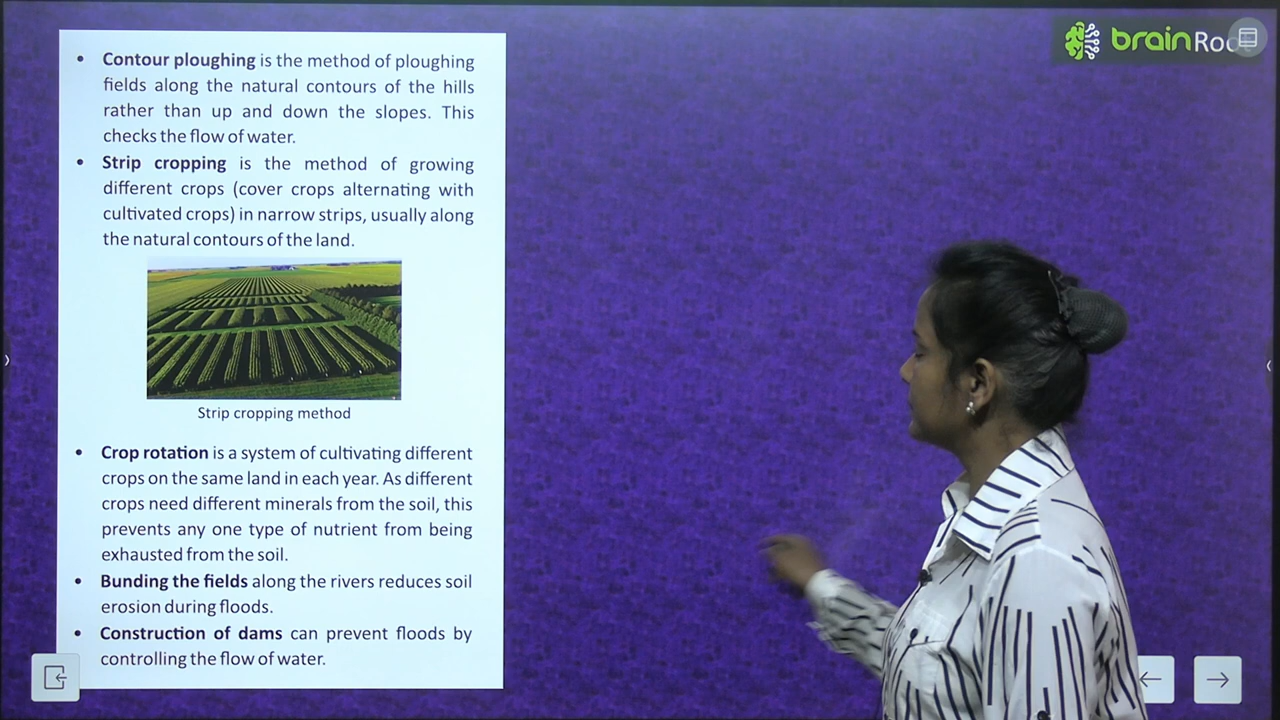 brainRoot
• Contour ploughing is the method of ploughing
fields along the natural contours of the hills
rather than up and down the slopes. This
checks the flow of water.
• Strip cropping is the method of growing
different crops (cover crops alternating with
cultivated crops) in narrow strips, usually along
the natural contours of the land.
Strip cropping method
• Crop rotation is a system of cultivating different
crops on the same land in each year. As different
crops need different minerals from the soil, this
prevents any one type of nutrient from being
exhausted from the soil.
• Bunding the fields along the rivers reduces soil
erosion during floods.
• Construction of dams can prevent floods by
controlling the flow of water.